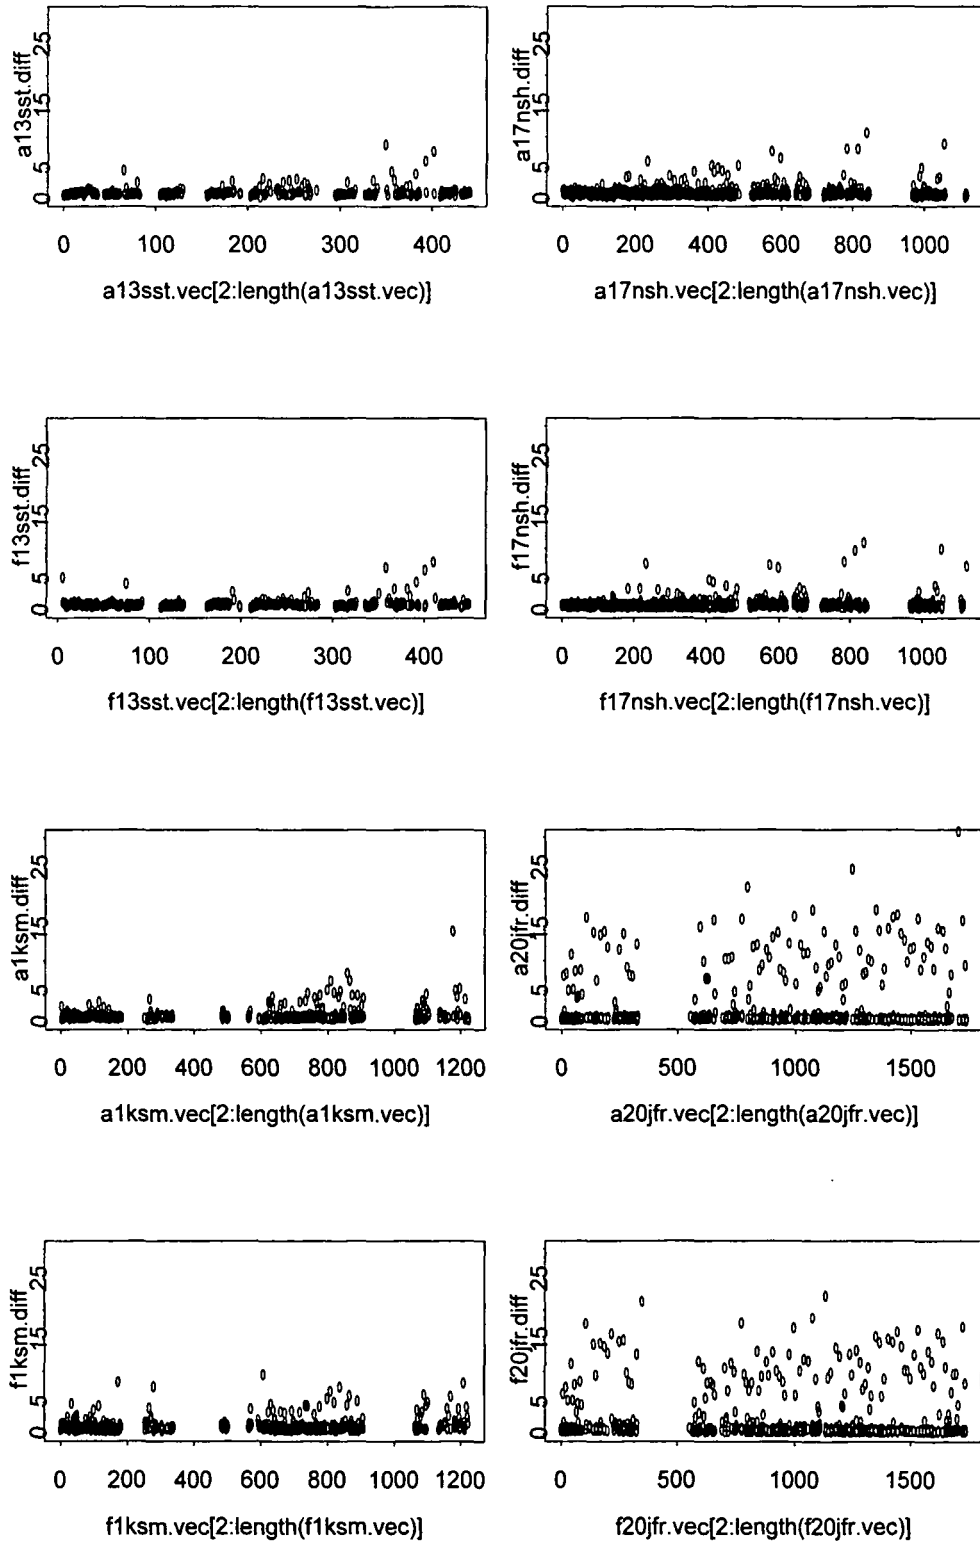 a13sst.diff
0 5 15 25
0 100 200 300 400
a13sst.vec[2:length(a13sst.vec)]
a17nsh.diff
0 5 15 25
0 200 400 600 800 1000
a17nsh.vec[2:length(a17nsh.vec)]
f13sst.diff
0 5 15 25
0 100 200 300 400
f13sst.vec[2:length(f13sst.vec)]
f17nsh.diff
0 5 15 25
0 200 400 600 800 1000
f17nsh.vec[2:length(f17nsh.vec)]
a1ksm.diff
0 5 15 25
0 200 400 600 800 1000 1200
a1ksm.vec[2:length(a1ksm.vec)]
a20jfr.diff
0 5 15 25
0 500 1000 1500
a20jfr.vec[2:length(a20jfr.vec)]
f1ksm.diff
0 5 15 25
0 200 400 600 800 1000 1200
f1ksm.vec[2:length(f1ksm.vec)]
f20jfr.diff
0 5 15 25
0 500 1000 1500
f20jfr.vec[2:length(f20jfr.vec)]